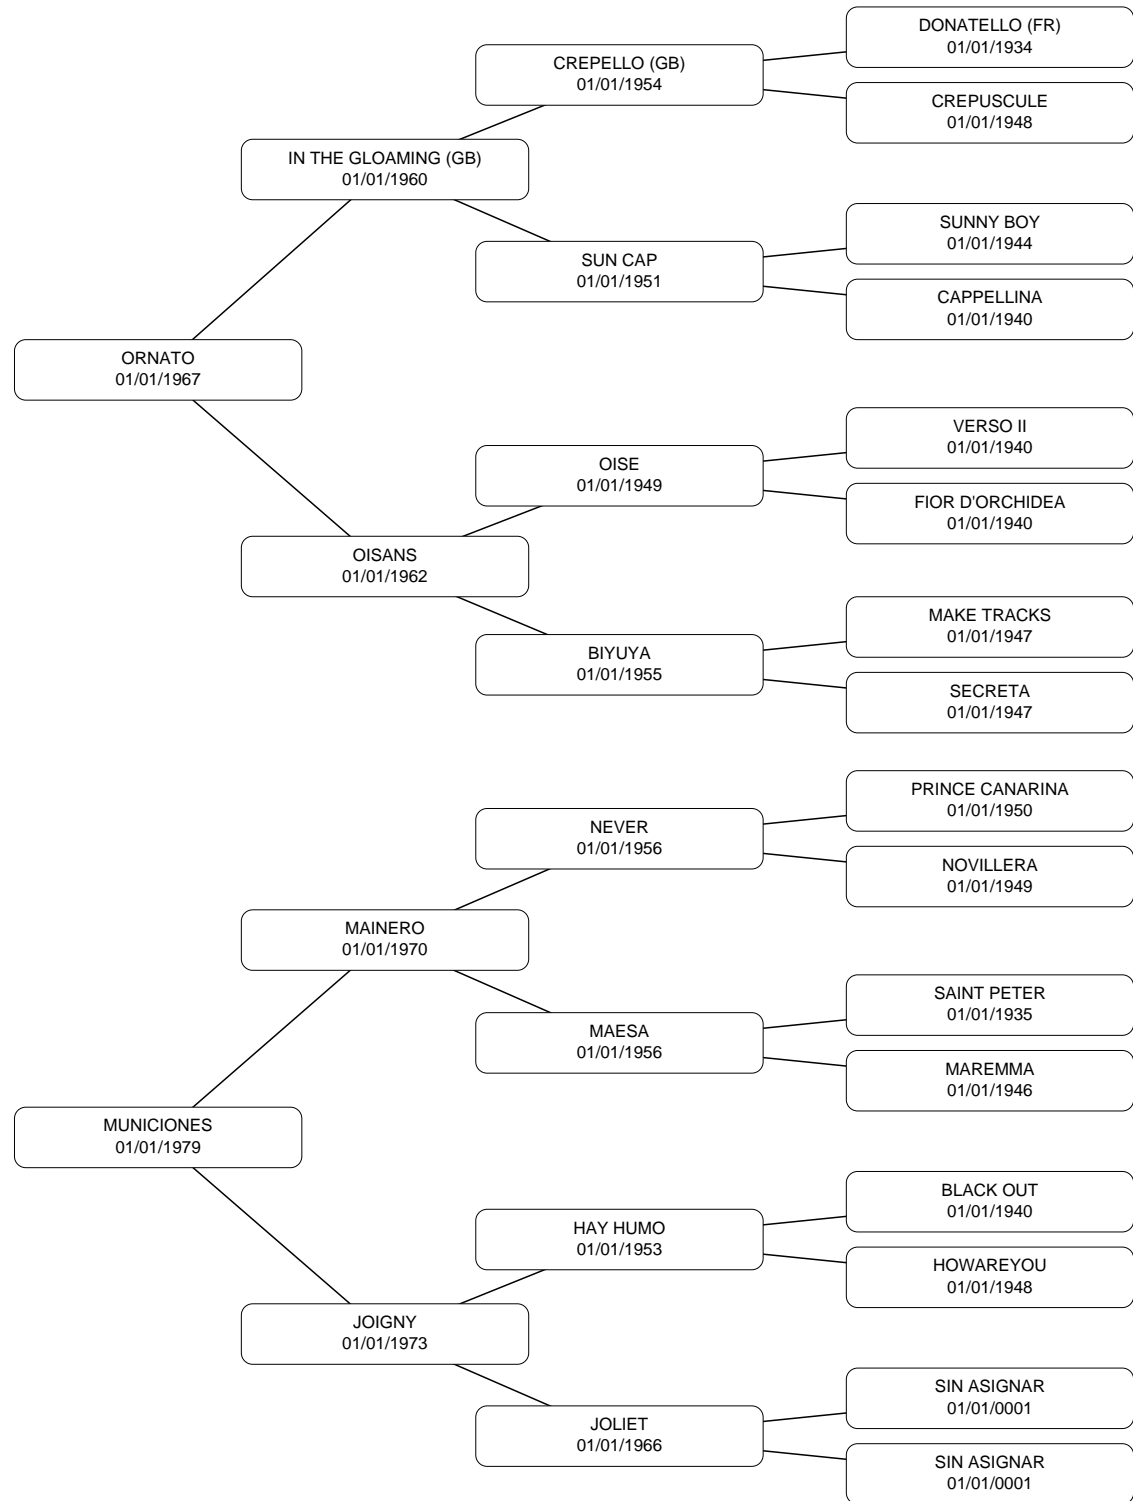 DONATELLO (FR)
01/01/1934
CREPELLO (GB)
01/01/1954
CREPUSCULE
01/01/1948
IN THE GLOAMING (GB)
01/01/1960
SUNNY BOY
01/01/1944
SUN CAP
01/01/1951
CAPPELLINA
01/01/1940
ORNATO
01/01/1967
VERSO II
01/01/1940
OISE
01/01/1949
FIOR D'ORCHIDEA
01/01/1940
OISANS
01/01/1962
MAKE TRACKS
01/01/1947
BIYUYA
01/01/1955
SECRETA
01/01/1947
PRINCE CANARINA
01/01/1950
NEVER
01/01/1956
NOVILLERA
01/01/1949
MAINERO
01/01/1970
SAINT PETER
01/01/1935
MAESA
01/01/1956
MAREMMA
01/01/1946
MUNICIONES
01/01/1979
BLACK OUT
01/01/1940
HAY HUMO
01/01/1953
HOWAREYOU
01/01/1948
JOIGNY
01/01/1973
SIN ASIGNAR
01/01/0001
JOLIET
01/01/1966
SIN ASIGNAR
01/01/0001